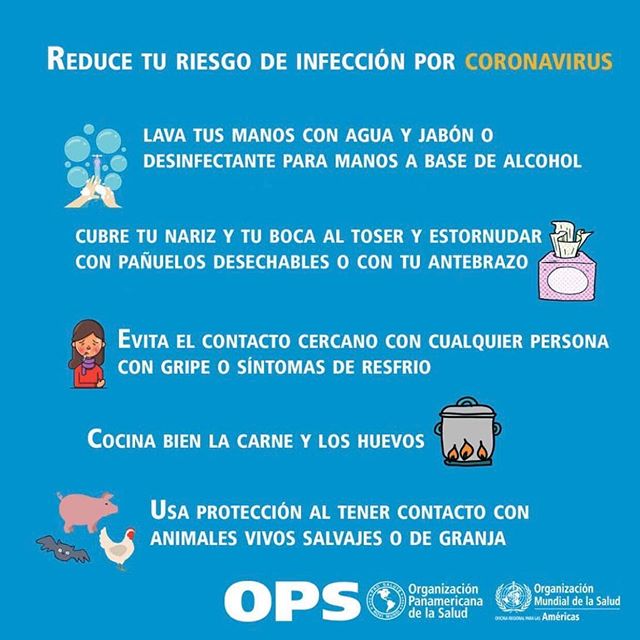 REDUCE TU RIESGO DE INFECCIÓN POR CORONAVIRUS
LAVA TUS MANOS CON AGUA Y JABÓN O
DESINFECTANTE PARA MANOS A BASE DE ALCOHOL
CUBRE TU NARIZ Y TU BOCA AL TOSER Y ESTORNUDAR
CON PAÑUELOS DESECHABLES O CON TU ANTEBRAZO
EVITA EL CONTACTO CERCANO CON CUALQUIER PERSONA
CON GRIPE O SÍNTOMAS DE RESFRIO
COCINA BIEN LA CARNE Y LOS HUEVOS
USA PROTECCIÓN AL TENER CONTACTO CON
ANIMALES VIVOS SALVAJES O DE GRANJA
OPS
Organización
Panamericana
de la Salud
Organización
Mundial de la Salud
OFICINA REGIONAL PARA LAS Américas